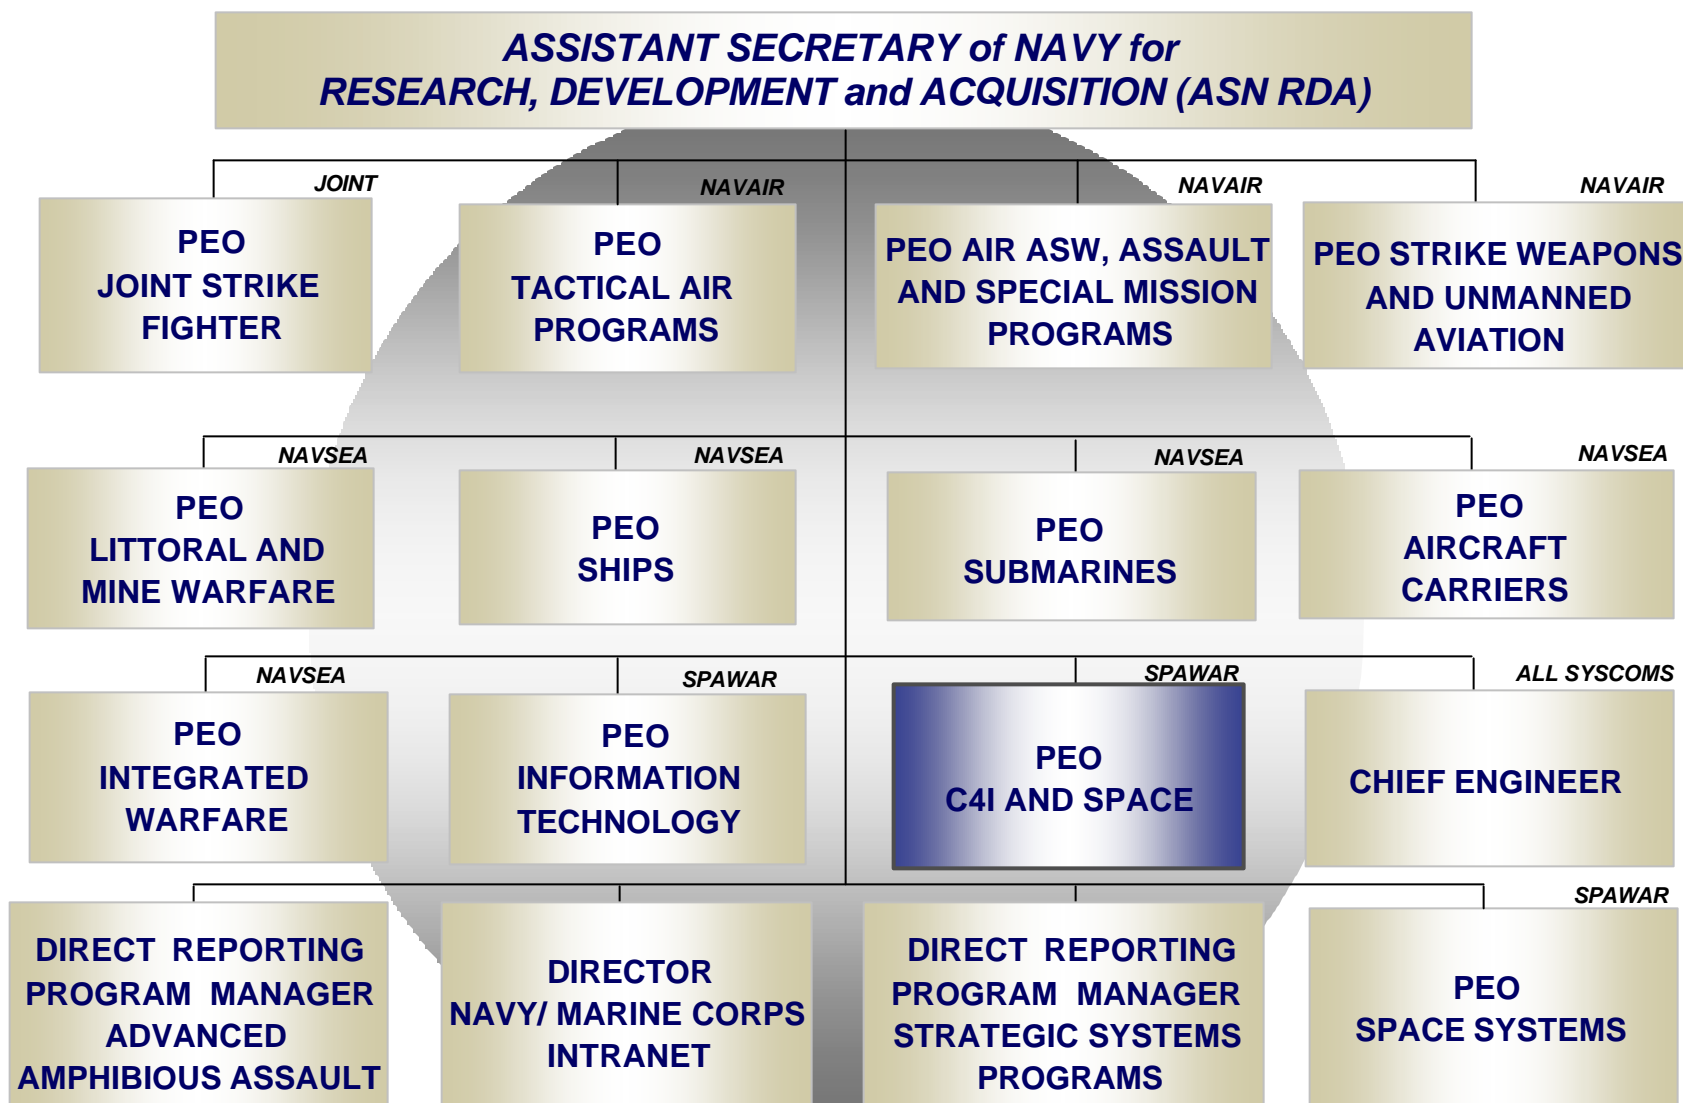 ASSISTANT SECRETARY of NAVY for
RESEARCH, DEVELOPMENT and ACQUISITION (ASN RDA)
JOINT
PEO
JOINT STRIKE
FIGHTER
NAVAIR
PEO
TACTICAL AIR
PROGRAMS
NAVAIR
PEO AIR ASW, ASSAULT
AND SPECIAL MISSION
PROGRAMS
NAVAIR
PEO STRIKE WEAPONS
AND UNMANNED
AVIATION
NAVSEA
PEO
LITTORAL AND
MINE WARFARE
NAVSEA
PEO
SHIPS
NAVSEA
PEO
SUBMARINES
NAVSEA
PEO
AIRCRAFT
CARRIERS
NAVSEA
PEO
INTEGRATED
WARFARE
SPAWAR
PEO
INFORMATION
TECHNOLOGY
SPAWAR
PEO
C4I AND SPACE
ALL SYSCOMS
CHIEF ENGINEER
DIRECT REPORTING
PROGRAM MANAGER
ADVANCED
AMPHIBIOUS ASSAULT
DIRECTOR
NAVY/ MARINE CORPS
INTRANET
DIRECT REPORTING
PROGRAM MANAGER
STRATEGIC SYSTEMS
PROGRAMS
SPAWAR
PEO
SPACE SYSTEMS